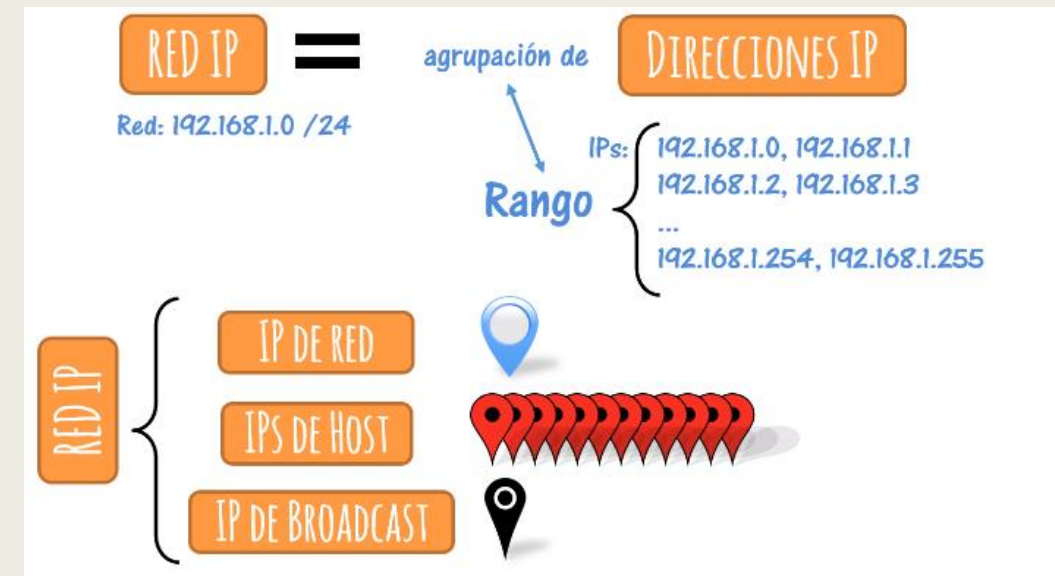 RED IP = agrupación de DIRECCIONES IP
Red: 192.168.1.0 /24
IPs: 192.168.1.0, 192.168.1.1
192.168.1.2, 192.168.1.3
Rango
...
192.168.1.254, 192.168.1.255
RED IP
IP DE RED
IPS DE HOST
IP DE BROADCAST